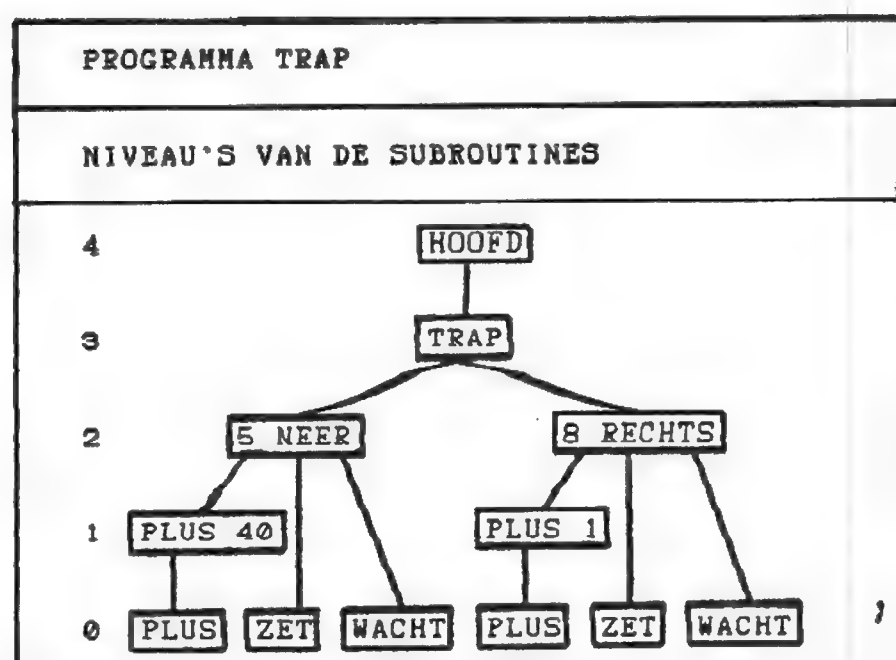 PROGRAMMA TRAP
NIVEAU'S VAN DE SUBROUTINES
4 HOOFD
3 TRAP
2 5 NEER 8 RECHTS
1 PLUS 40 PLUS 1
0 PLUS ZET WACHT PLUS ZET WACHT